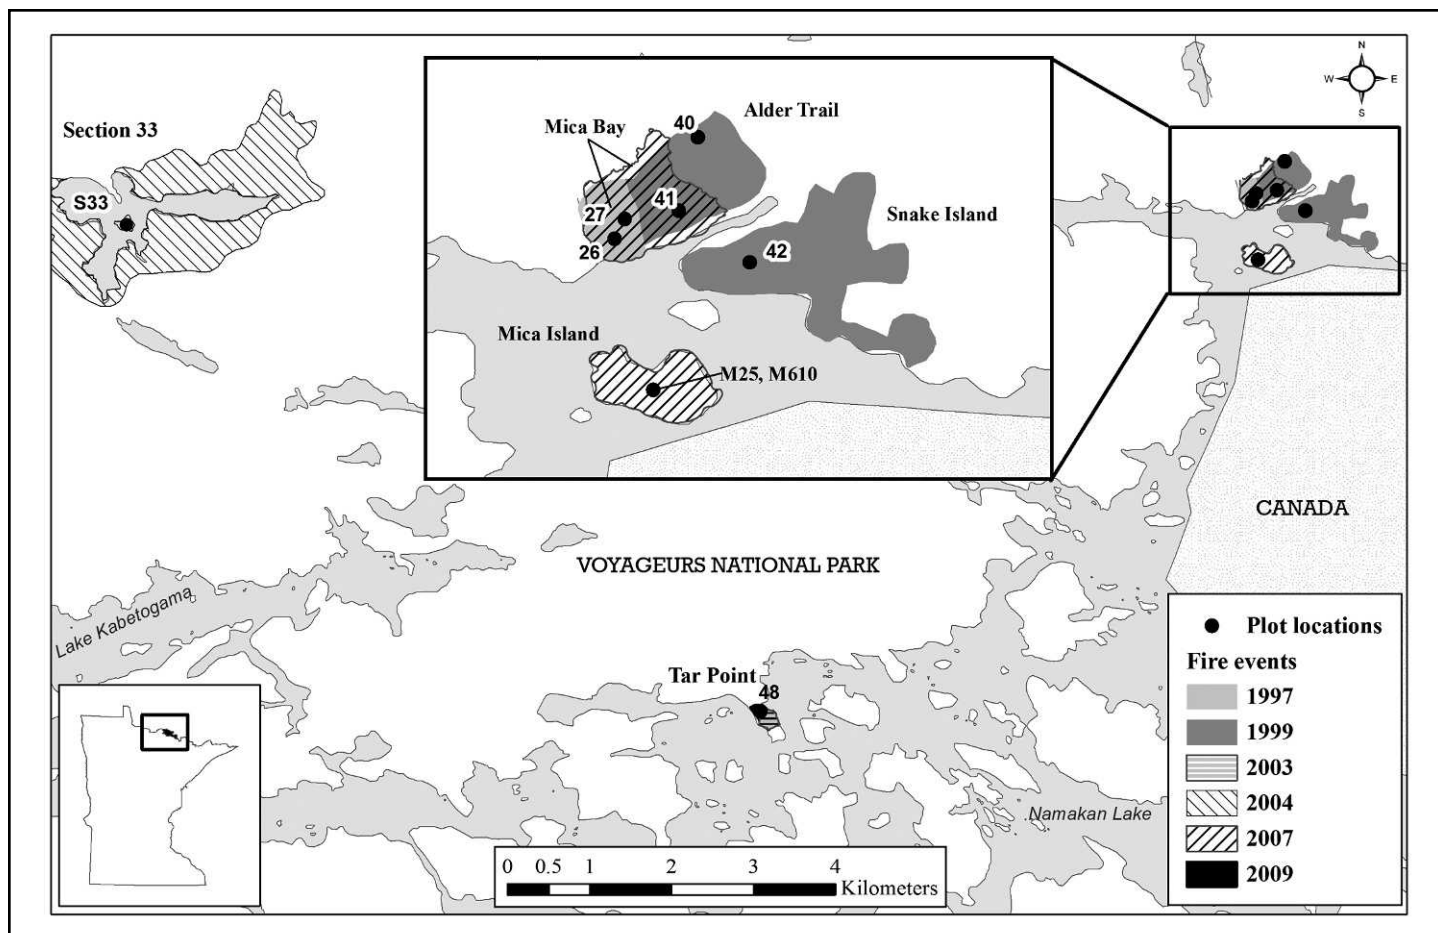 N
W E
S
Section 33
S33
Alder Trail
40
Mica Bay
27
41
26
Snake Island
42
Mica Island
M25, M610
CANADA
VOYAGEURS NATIONAL PARK
Lake Kabetogama
Tar Point
48
Namakan Lake
Plot locations
Fire events
1997
1999
2003
2004
2007
2009
0 0.5 1 2 3 4
Kilometers